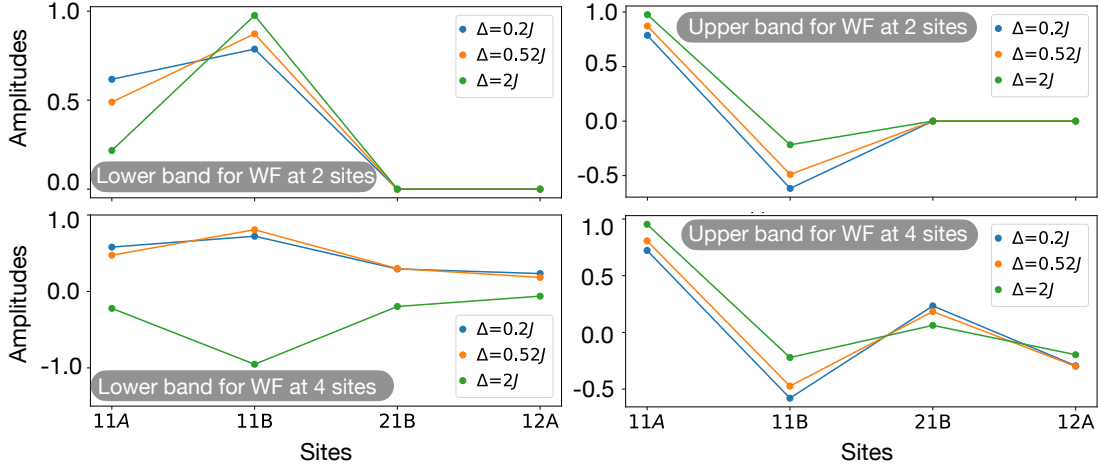 1.0
0.5
0.0
Amplitudes
Δ=0.2J
Δ=0.52J
Δ=2J
Lower band for WF at 2 sites
1.0
0.5
0.0
-0.5
Amplitudes
Upper band for WF at 2 sites
Δ=0.2J
Δ=0.52J
Δ=2J
1.0
0.0
-1.0
Amplitudes
Δ=0.2J
Δ=0.52J
Δ=2J
Lower band for WF at 4 sites
11A 11B 21B 12A
Sites
1.0
0.5
0.0
-0.5
Amplitudes
Upper band for WF at 4 sites
Δ=0.2J
Δ=0.52J
Δ=2J
11A 11B 21B 12A
Sites